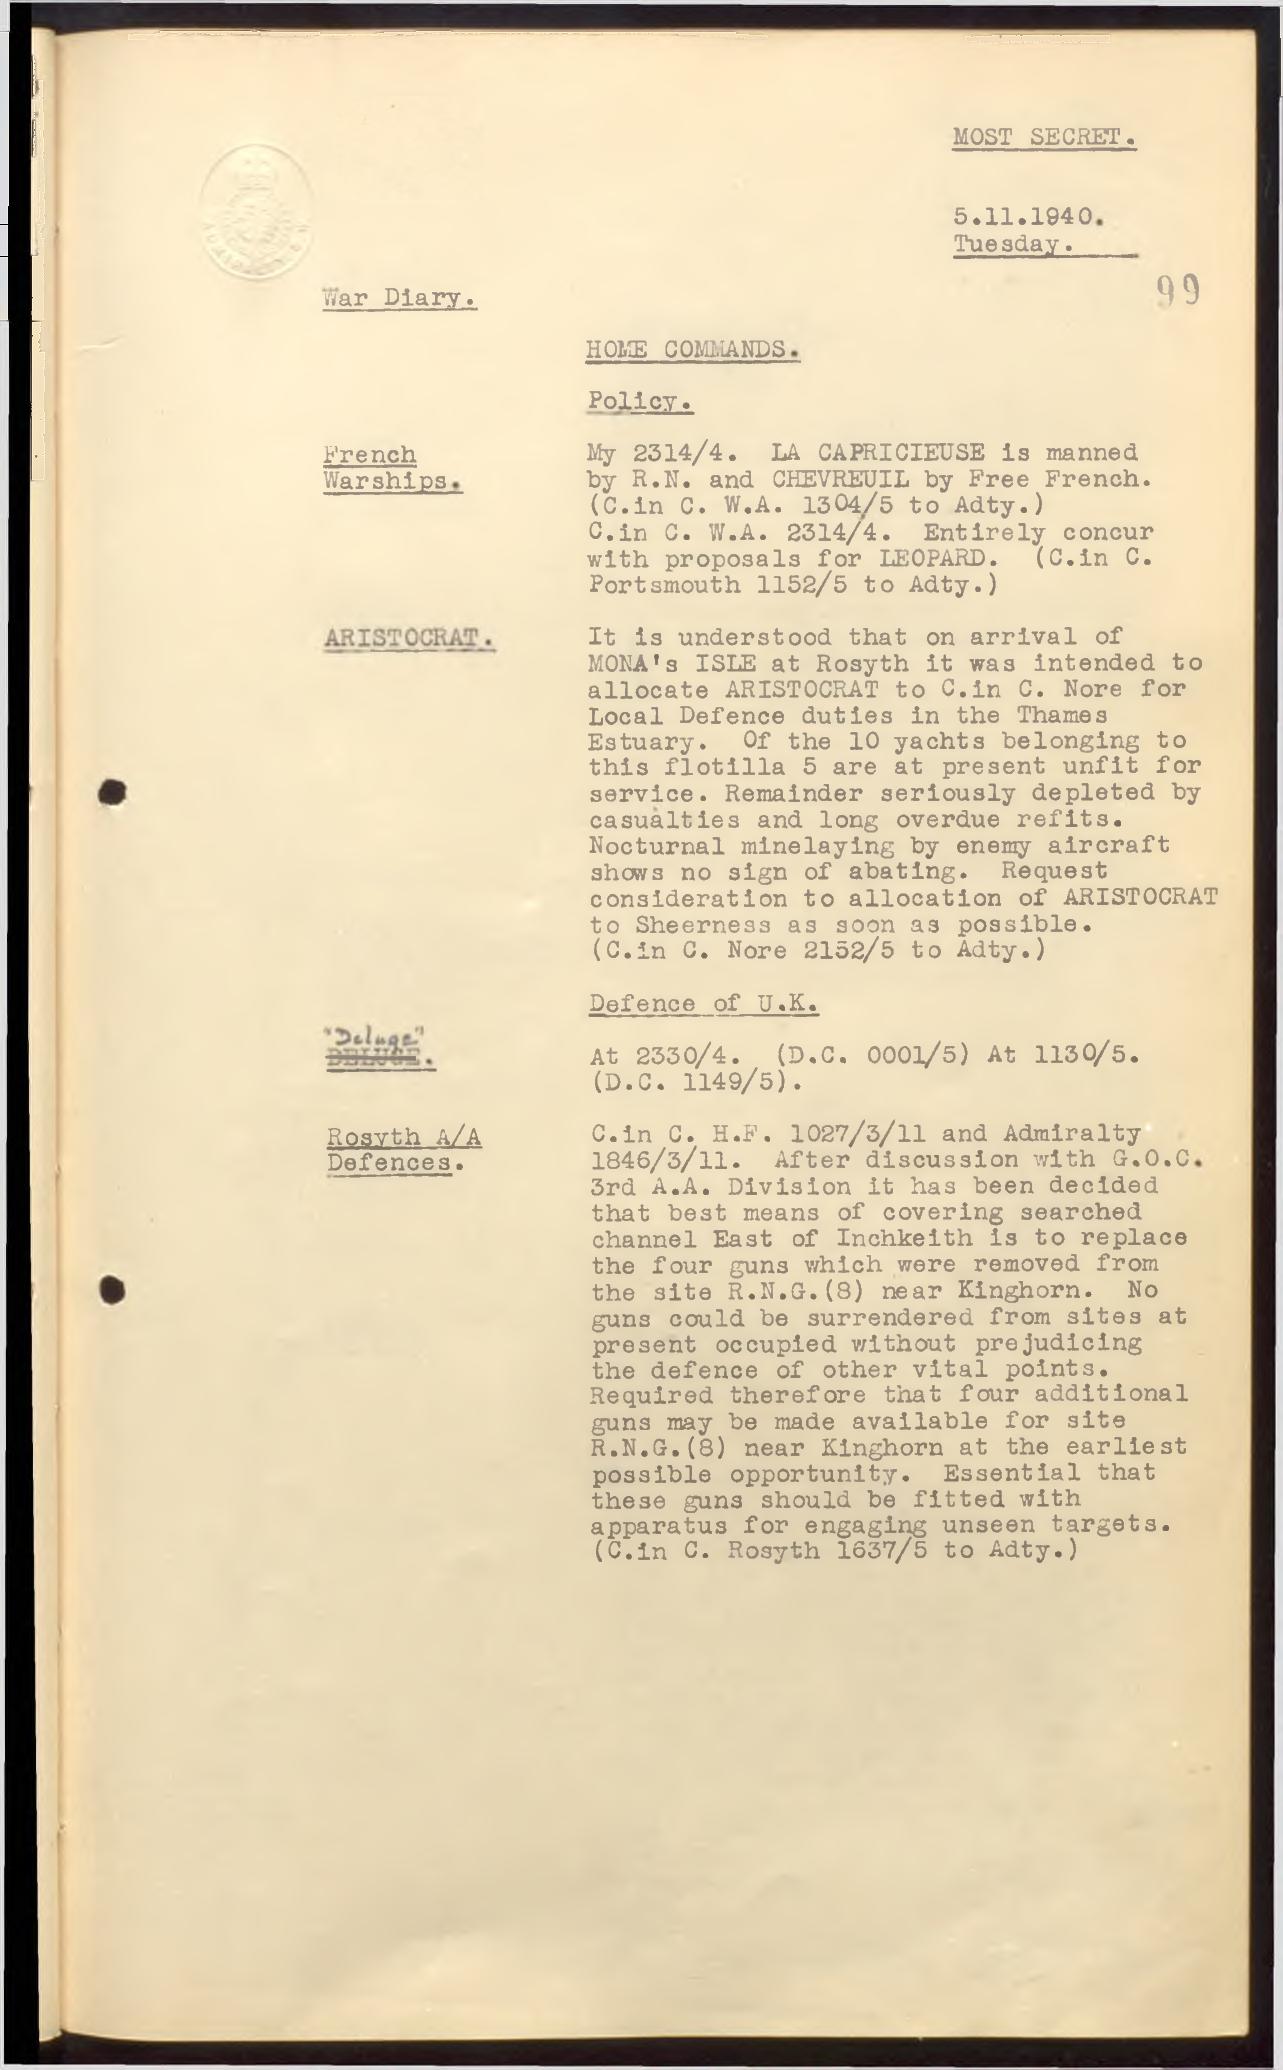 MOST SECRET.
5.11.1940.
Tuesday.
99
War Diary.
HOME COMMANDS.
Policy.
French
Warships.
My 2314/4. LA CAPRICIEUSE is manned
by R.N. and CHEVREUIL by Free French.
(C.in C. W.A. 1304/5 to Adty.)
C.in C. W.A. 2314/4. Entirely concur
with proposals for LEOPARD. (C.in C.
Portsmouth 1152/5 to Adty.)
ARISTOCRAT.
It is understood that on arrival of
MONA's ISLE at Rosyth it was intended to
allocate ARISTOCRAT to C.in C. Nore for
Local Defence duties in the Thames
Estuary. Of the 10 yachts belonging to
this flotilla 5 are at present unfit for
service. Remainder seriously depleted by
casualties and long overdue refits.
Nocturnal minelaying by enemy aircraft
shows no sign of abating. Request
consideration to allocation of ARISTOCRAT
to Sheerness as soon as possible.
(C.in C. Nore 2152/5 to Adty.)
Defence of U.K.
"Deluge"
DELUGE.
At 2330/4. (D.C. 0001/5) At 1130/5.
(D.C. 1149/5).
Rosyth A/A
Defences.
C.in C. H.F. 1027/3/11 and Admiralty
1846/3/11. After discussion with G.O.C.
3rd A.A. Division it has been decided
that best means of covering searched
channel East of Inchkeith is to replace
the four guns which were removed from
the site R.N.G.(8) near Kinghorn. No
guns could be surrendered from sites at
present occupied without prejudicing
the defence of other vital points.
Required therefore that four additional
guns may be made available for site
R.N.G.(8) near Kinghorn at the earliest
possible opportunity. Essential that
these guns should be fitted with
apparatus for engaging unseen targets.
(C.in C. Rosyth 1637/5 to Adty.)